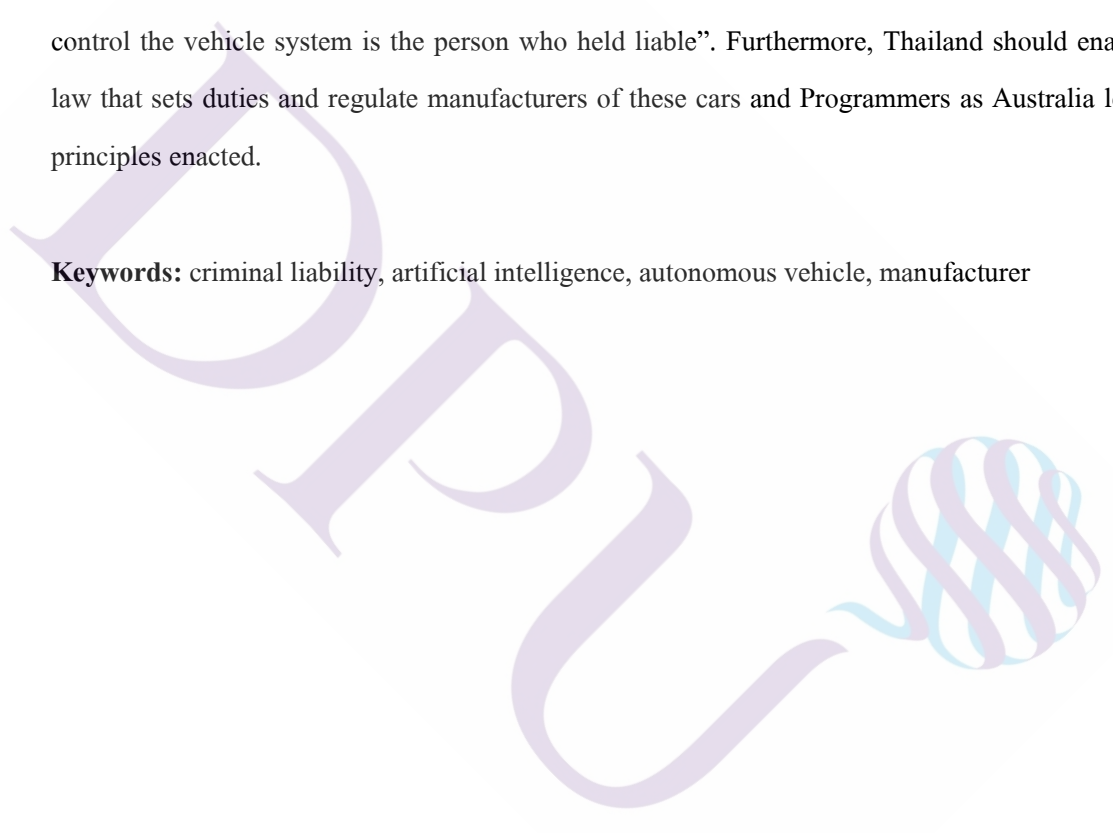 control the vehicle system is the person who held liable”. Furthermore, Thailand should
law that sets duties and regulate manufacturers of these cars and Programmers as Australia
principles enacted.
Keywords: criminal liability, artificial intelligence, autonomous vehicle, manufacturer
DPU